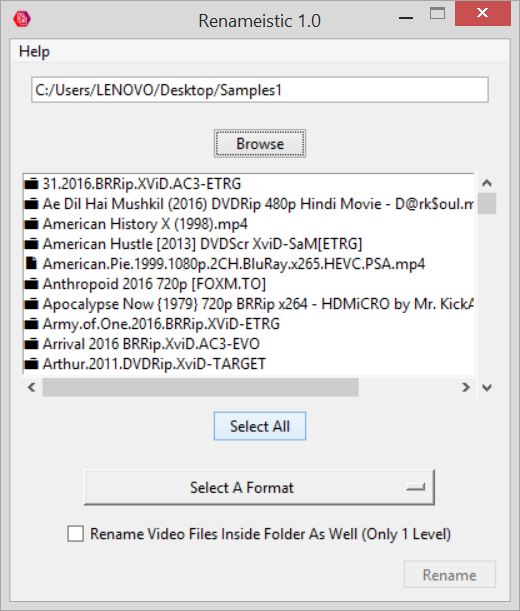 Renameistic 1.0
Help
C:/Users/LENOVO/Desktop/Samples1
Browse
31.2016.BRRip.XViD.AC3-ETRG
Ae Dil Hai Mushkil (2016) DVDRip 480p Hindi Movie - D@rk$oul.m
American History X (1998).mp4
American Hustle [2013] DVDScr XviD-SaM[ETRG]
American.Pie.1999.1080p.2CH.BluRay.x265.HEVC.PSA.mp4
Anthropoid 2016 720p [FOXM.TO]
Apocalypse Now {1979} 720p BRRip x264 - HDMiCRO by Mr. KickA
Army.of.One.2016.BRRip.XViD-ETRG
Arrival 2016 BRRip.XviD.AC3-EVO
Arthur.2011.DVDRip.XviD-TARGET
Select All
Select A Format
Rename Video Files Inside Folder As Well (Only 1 Level)
Rename